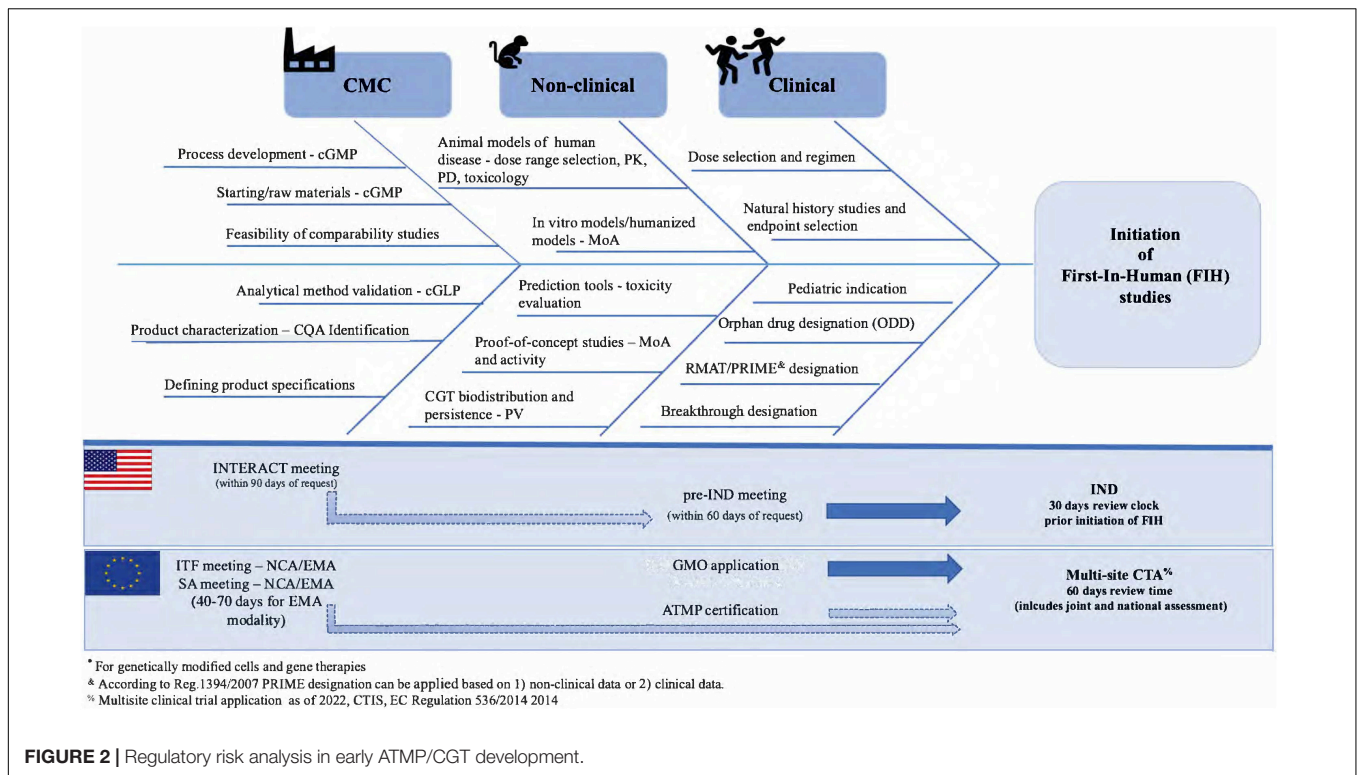 CMC
Non-clinical
Clinical
Process development - cGMP
Starting/raw materials - cGMP
Feasibility of comparability studies
Analytical method validation - cGLP
Product characterization – CQA Identification
Defining product specifications
Animal models of human
disease - dose range selection, PK,
PD, toxicology
In vitro models/humanized
models - MoA
Prediction tools - toxicity
evaluation
Proof-of-concept studies – MoA
and activity
CGT biodistribution and
persistence - PV
Dose selection and regimen
Natural history studies and
endpoint selection
Pediatric indication
Orphan drug designation (ODD)
RMAT/PRIME& designation
Breakthrough designation
Initiation
of
First-In-Human (FIH)
studies
INTERACT meeting
(within 90 days of request)
pre-IND meeting
(within 60 days of request)
IND
30 days review clock
prior initiation of FIH
ITF meeting – NCA/EMA
SA meeting – NCA/EMA
(40-70 days for EMA
modality)
GMO application
ATMP certification
Multi-site CTA%
60 days review time
(inlcudes joint and national assessment)
* For genetically modified cells and gene therapies
& According to Reg.1394/2007 PRIME designation can be applied based on 1) non-clinical data or 2) clinical data.
% Multisite clinical trial application as of 2022, CTIS, EC Regulation 536/2014 2014
FIGURE 2 | Regulatory risk analysis in early ATMP/CGT development.